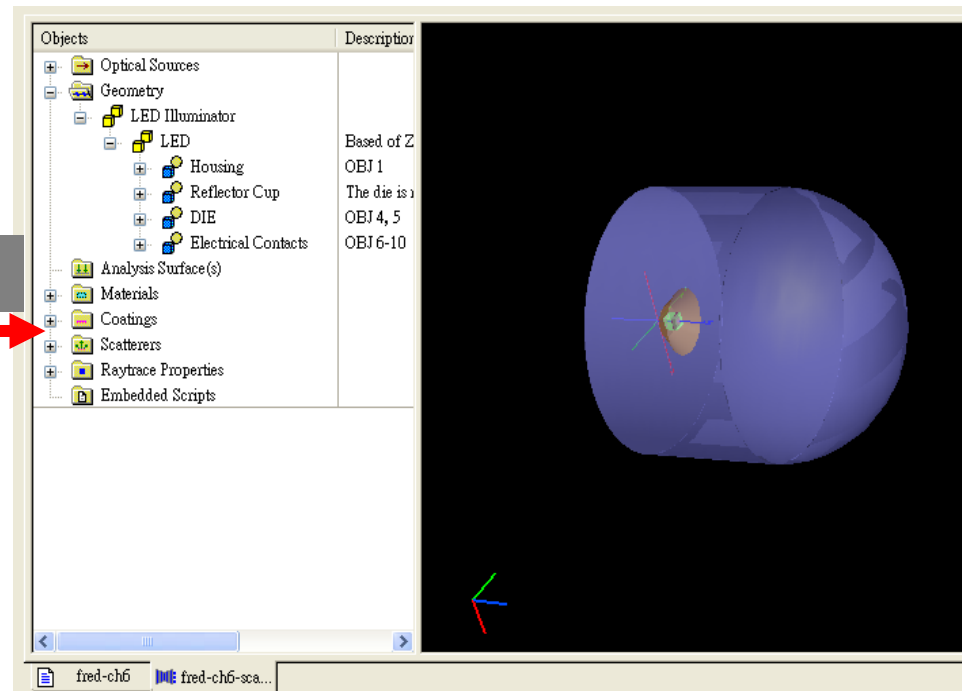 Objects Description
Optical Sources
Geometry
LED Illuminator
LED Based of Z
Housing OBJ 1
Reflector Cup The die is
DIE OBJ 4, 5
Electrical Contacts OBJ 6-10
Analysis Surface(s)
Materials
Coatings
Scatterers
Raytrace Properties
Embedded Scripts
fred-ch6 fred-ch6-sca...